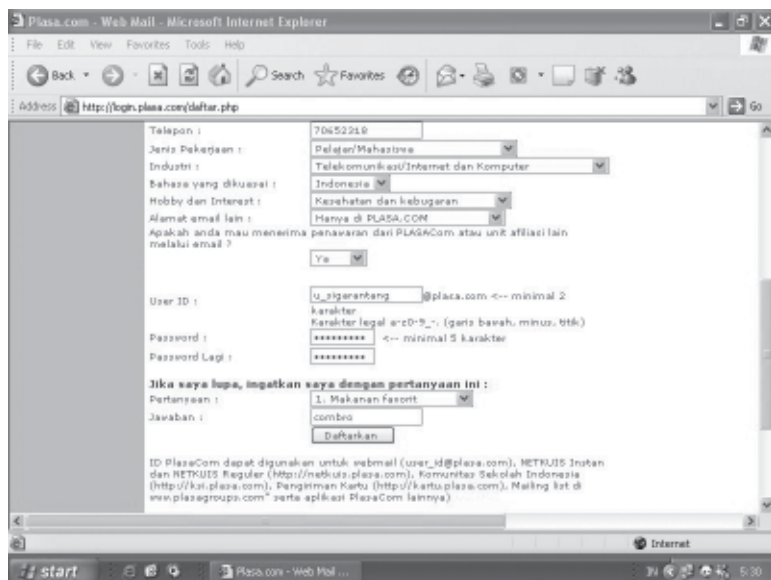 Plasa.com - Web Mail - Microsoft Internet Explorer
File Edit View Favorites Tools Help
Back Search Favorites
Address http://login.plasa.com/daftar.php Go
Telepon : 70652318
Jenis Pekerjaan : Pelajar/Mahasiswa
Industri : Telekomunikasi/Internet dan Komputer
Bahasa yang dikuasai : Indonesia
Hobby dan Interest : Kesehatan dan kebugaran
Alamat email lain : Hanya di PLASA.COM
Apakah anda mau menerima penawaran dari PLASACom atau unit afiliasi lain
melalui email ?
Ya
User ID : u_sigarantang @plasa.com <-- minimal 2
karakter
Karakter legal a-z0-9_-. (garis bawah, minus, titik)
Password : ••••••••• <-- minimal 5 karakter
Password Lagi : •••••••••
Jika saya lupa, ingatkan saya dengan pertanyaan ini :
Pertanyaan : 1. Makanan favorit
Jawaban : combro
Daftarkan
ID PlasaCom dapat digunakan untuk webmail (user_id@plasa.com), NETKUIS Instan
dan NETKUIS Reguler (http://netkuis.plasa.com), Komunitas Sekolah Indonesia
(http://ksi.plasa.com), Pengiriman Kartu (http://kartu.plasa.com), Mailing list di
www.plasagroups.com" serta aplikasi PlasaCom lainnya)
Internet
start Plasa.com - Web Mail ... IN 5:30